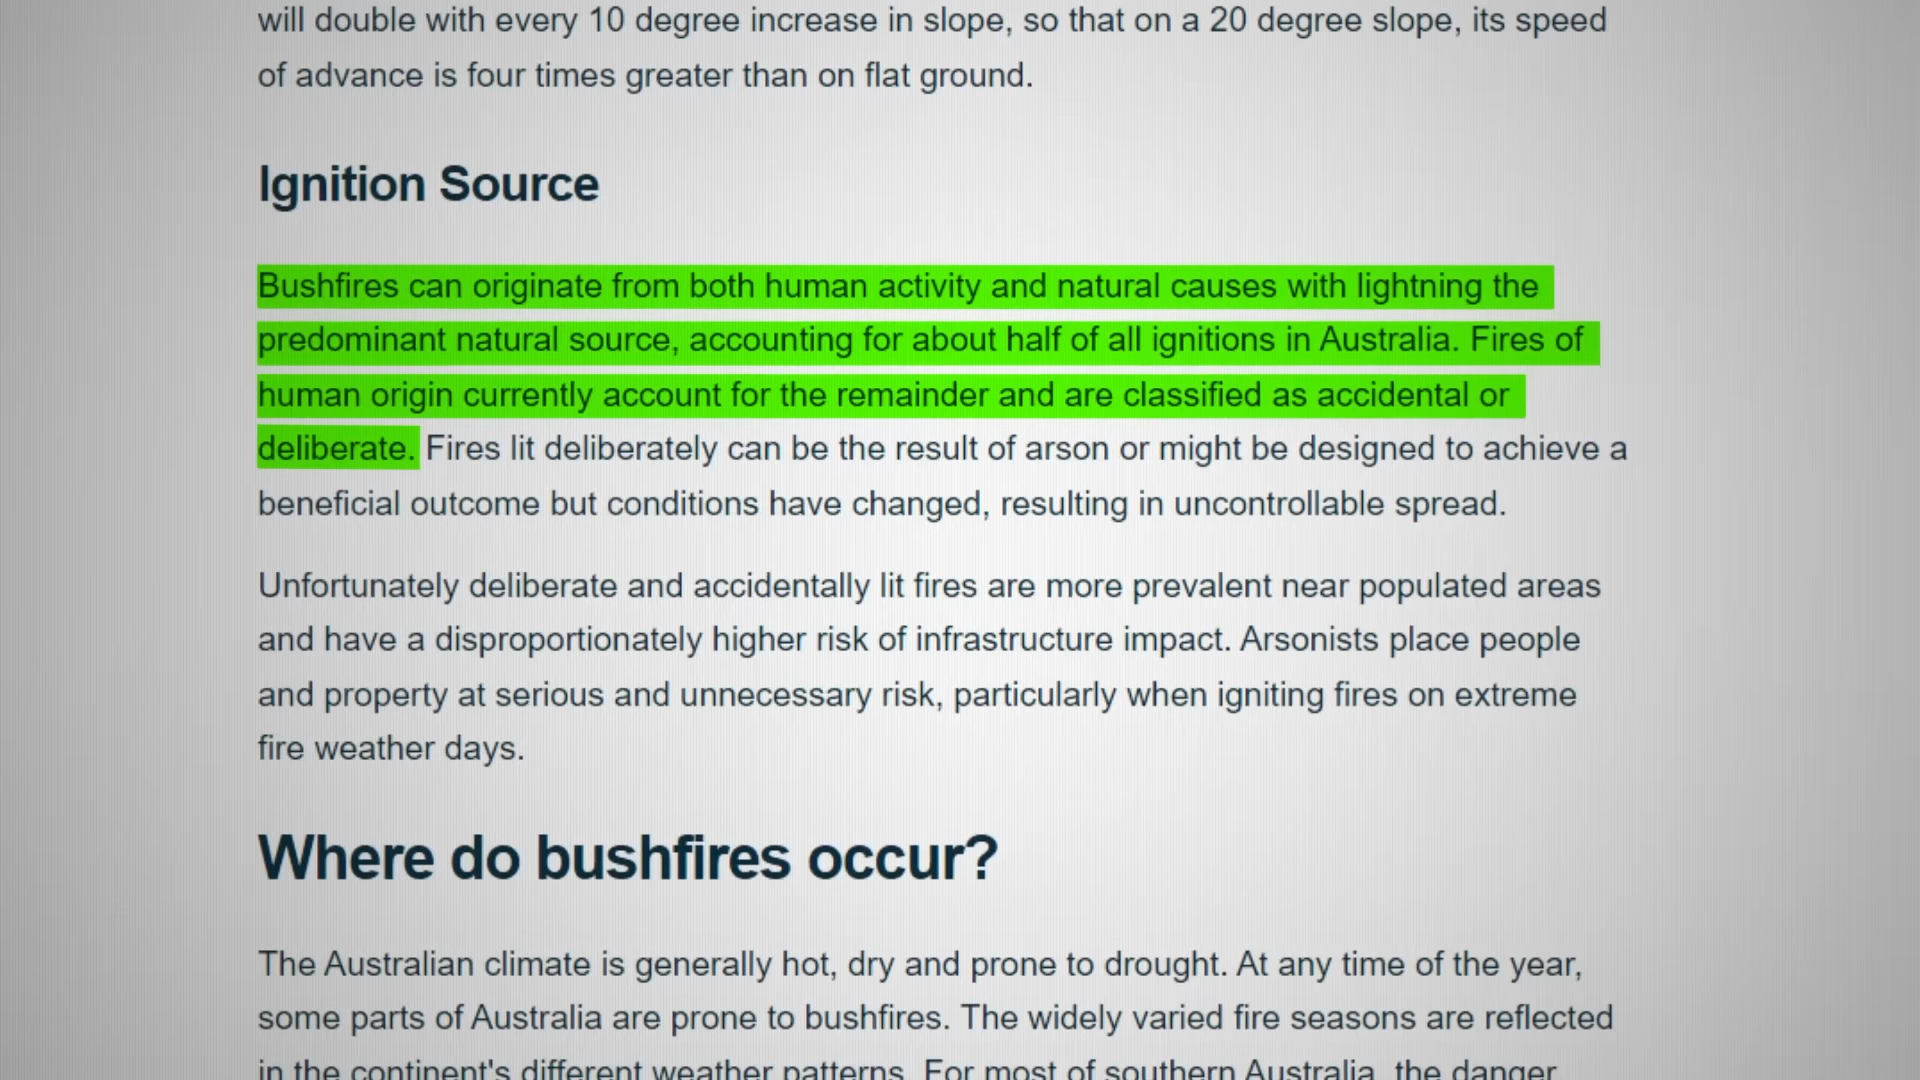 will double with every 10 degree increase in slope, so that on a 20 degree slope, its speed
of advance is four times greater than on flat ground.
Ignition Source
Bushfires can originate from both human activity and natural causes with lightning the
predominant natural source, accounting for about half of all ignitions in Australia. Fires of
human origin currently account for the remainder and are classified as accidental or
deliberate. Fires lit deliberately can be the result of arson or might be designed to achieve a
beneficial outcome but conditions have changed, resulting in uncontrollable spread.
Unfortunately deliberate and accidentally lit fires are more prevalent near populated areas
and have a disproportionately higher risk of infrastructure impact. Arsonists place people
and property at serious and unnecessary risk, particularly when igniting fires on extreme
fire weather days.
Where do bushfires occur?
The Australian climate is generally hot, dry and prone to drought. At any time of the year,
some parts of Australia are prone to bushfires. The widely varied fire seasons are reflected
in the continent's different weather patterns. For most of southern Australia, the danger